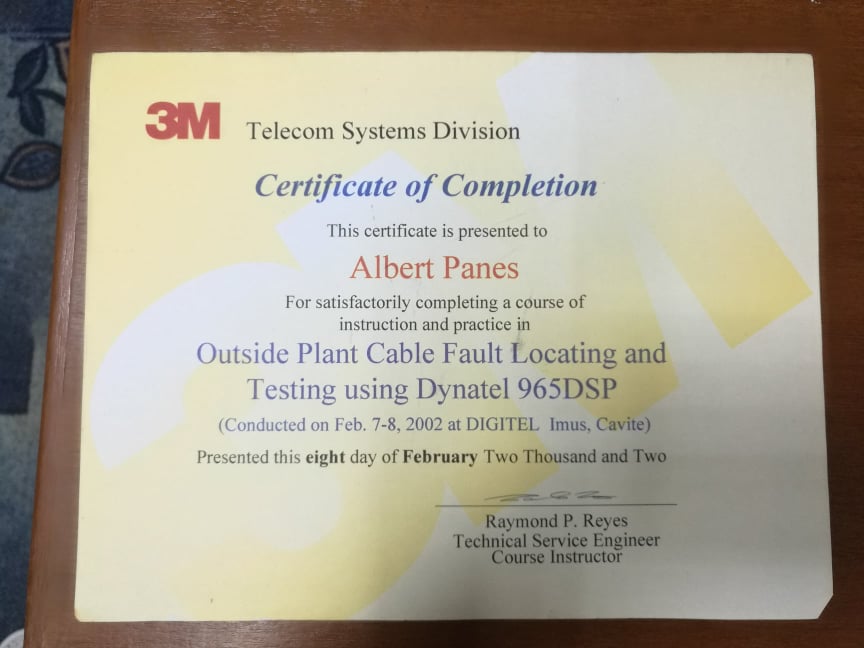 3M Telecom Systems Division
Certificate of Completion
This certificate is presented to
Albert Panes
For satisfactorily completing a course of
instruction and practice in
Outside Plant Cable Fault Locating and
Testing using Dynatel 965DSP
(Conducted on Feb. 7-8, 2002 at DIGITEL Imus, Cavite)
Presented this eight day of February Two Thousand and Two
Raymond P. Reyes
Technical Service Engineer
Course Instructor